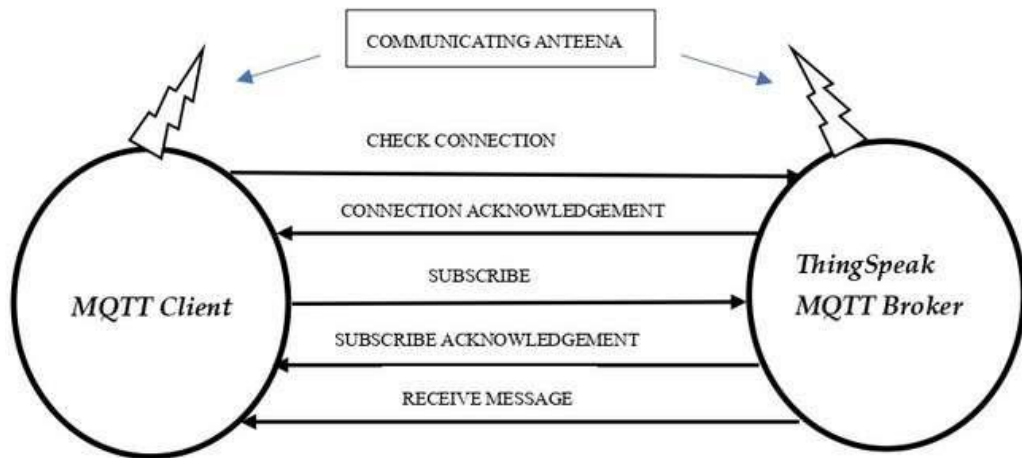 COMMUNICATING ANTEENA
CHECK CONNECTION
CONNECTION ACKNOWLEDGEMENT
SUBSCRIBE
SUBSCRIBE ACKNOWLEDGEMENT
RECEIVE MESSAGE
MQTT Client
ThingSpeak
MQTT Broker